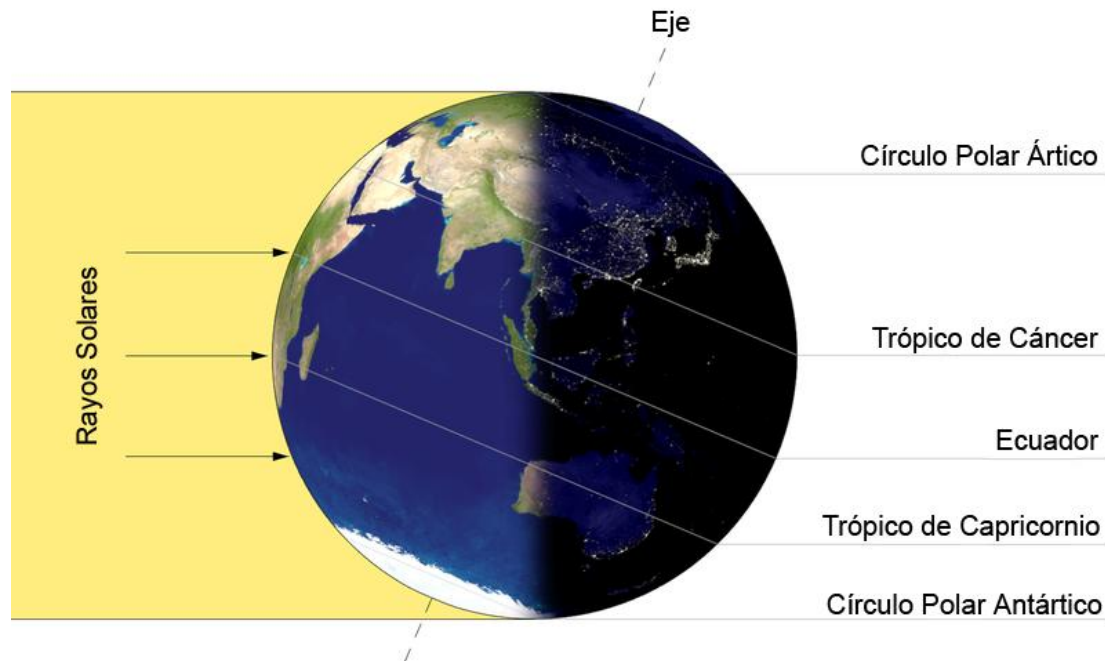 Eje
Círculo Polar Ártico
Rayos Solares
Trópico de Cáncer
Ecuador
Trópico de Capricornio
Círculo Polar Antártico